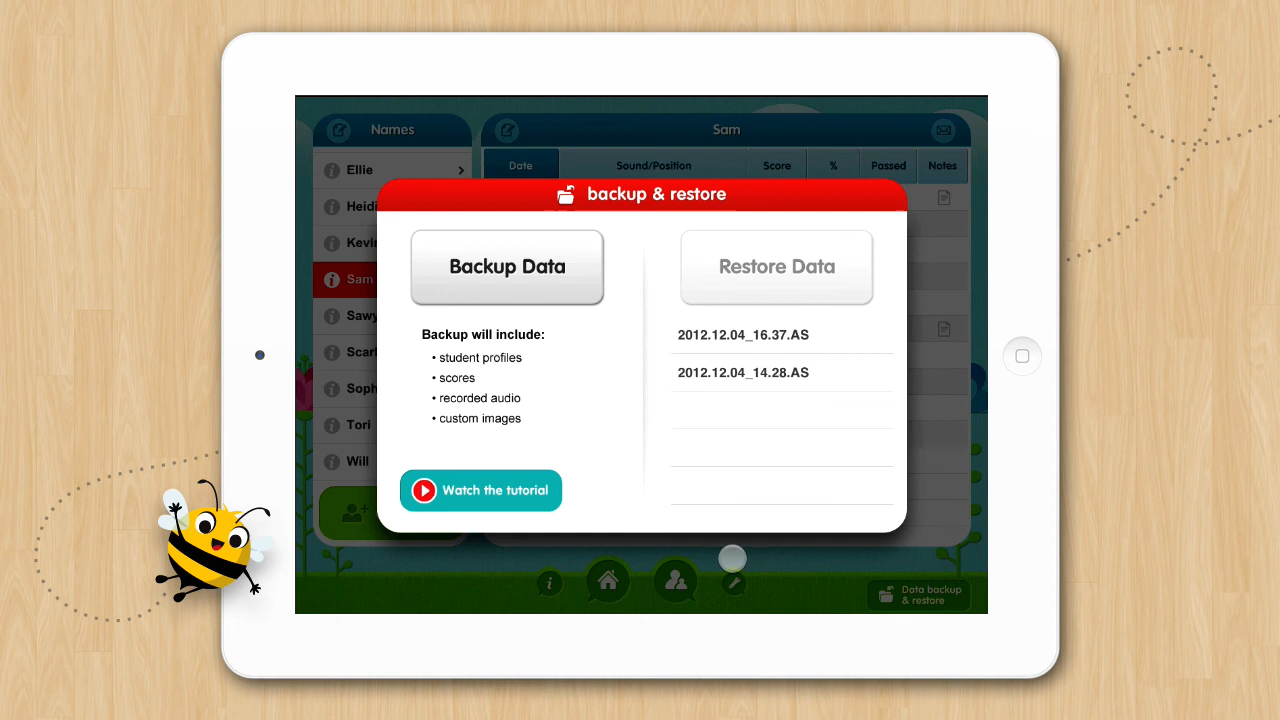 Names
Sam
Date
Sound/Position
Score
%
Passed
Notes
Ellie
Heidi
Kevin
Sam
Sawy
Scarl
Soph
Tori
Will
backup & restore
Backup Data
Backup will include:
• student profiles
• scores
• recorded audio
• custom images
Watch the tutorial
Restore Data
2012.12.04_16.37.AS
2012.12.04_14.28.AS
Data backup
& restore